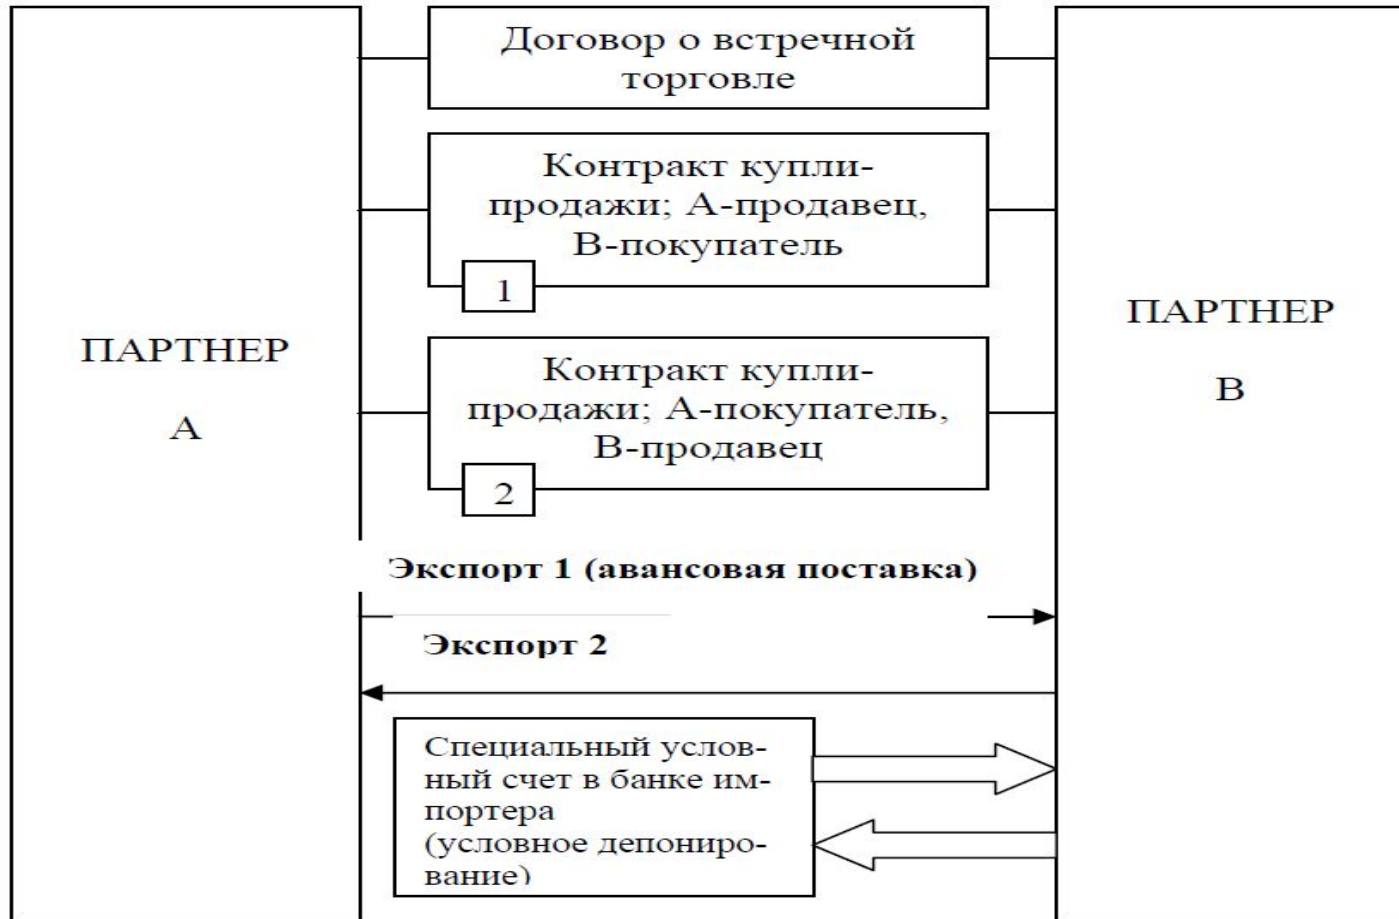 Договор о встречной
торговле
Контракт купли-
продажи; А-продавец,
В-покупатель
1
ПАРТНЕР
А
ПАРТНЕР
В
Контракт купли-
продажи; А-покупатель,
В-продавец
2
Экспорт 1 (авансовая поставка)
Экспорт 2
Специальный услов-
ный счет в банке им-
портера
(условное депониро-
вание)